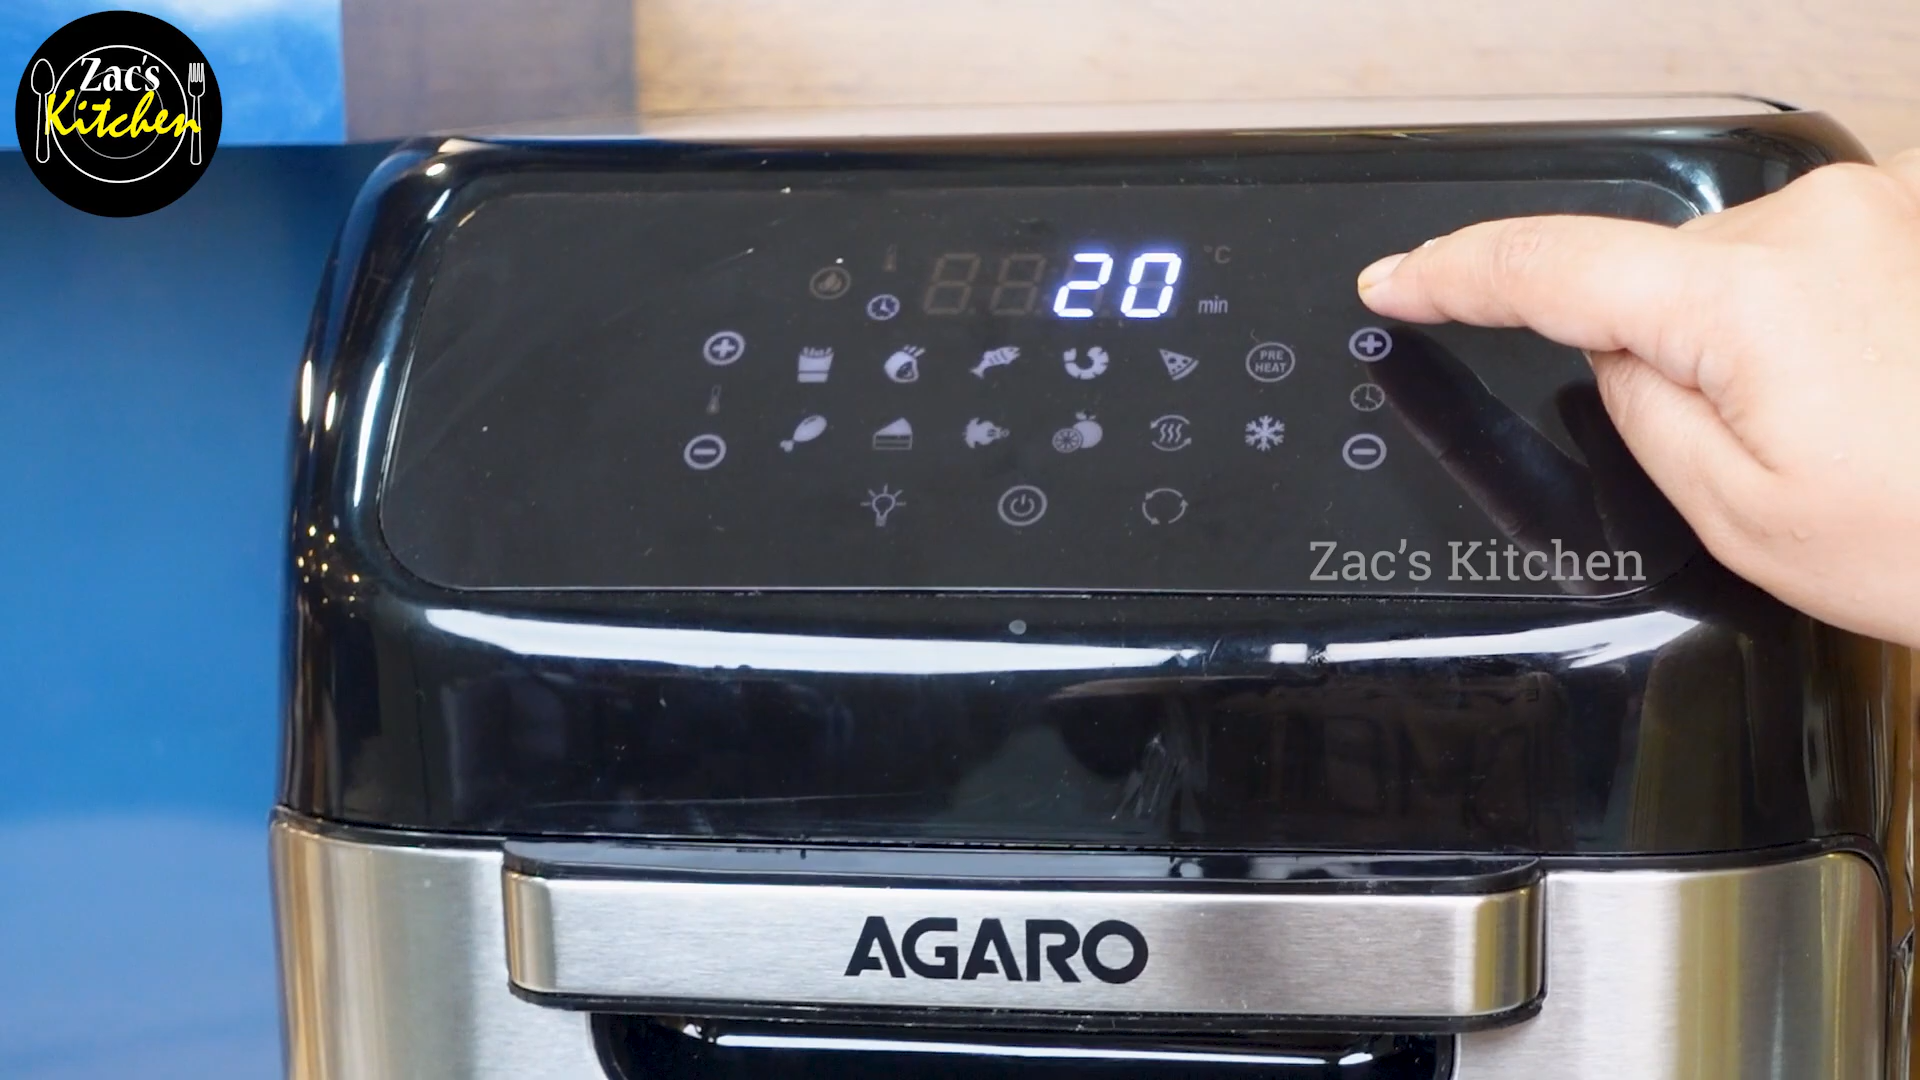 Zac's
Kitchen
20
°C
min
PRE
HEAT
Zac's Kitchen
AGARO